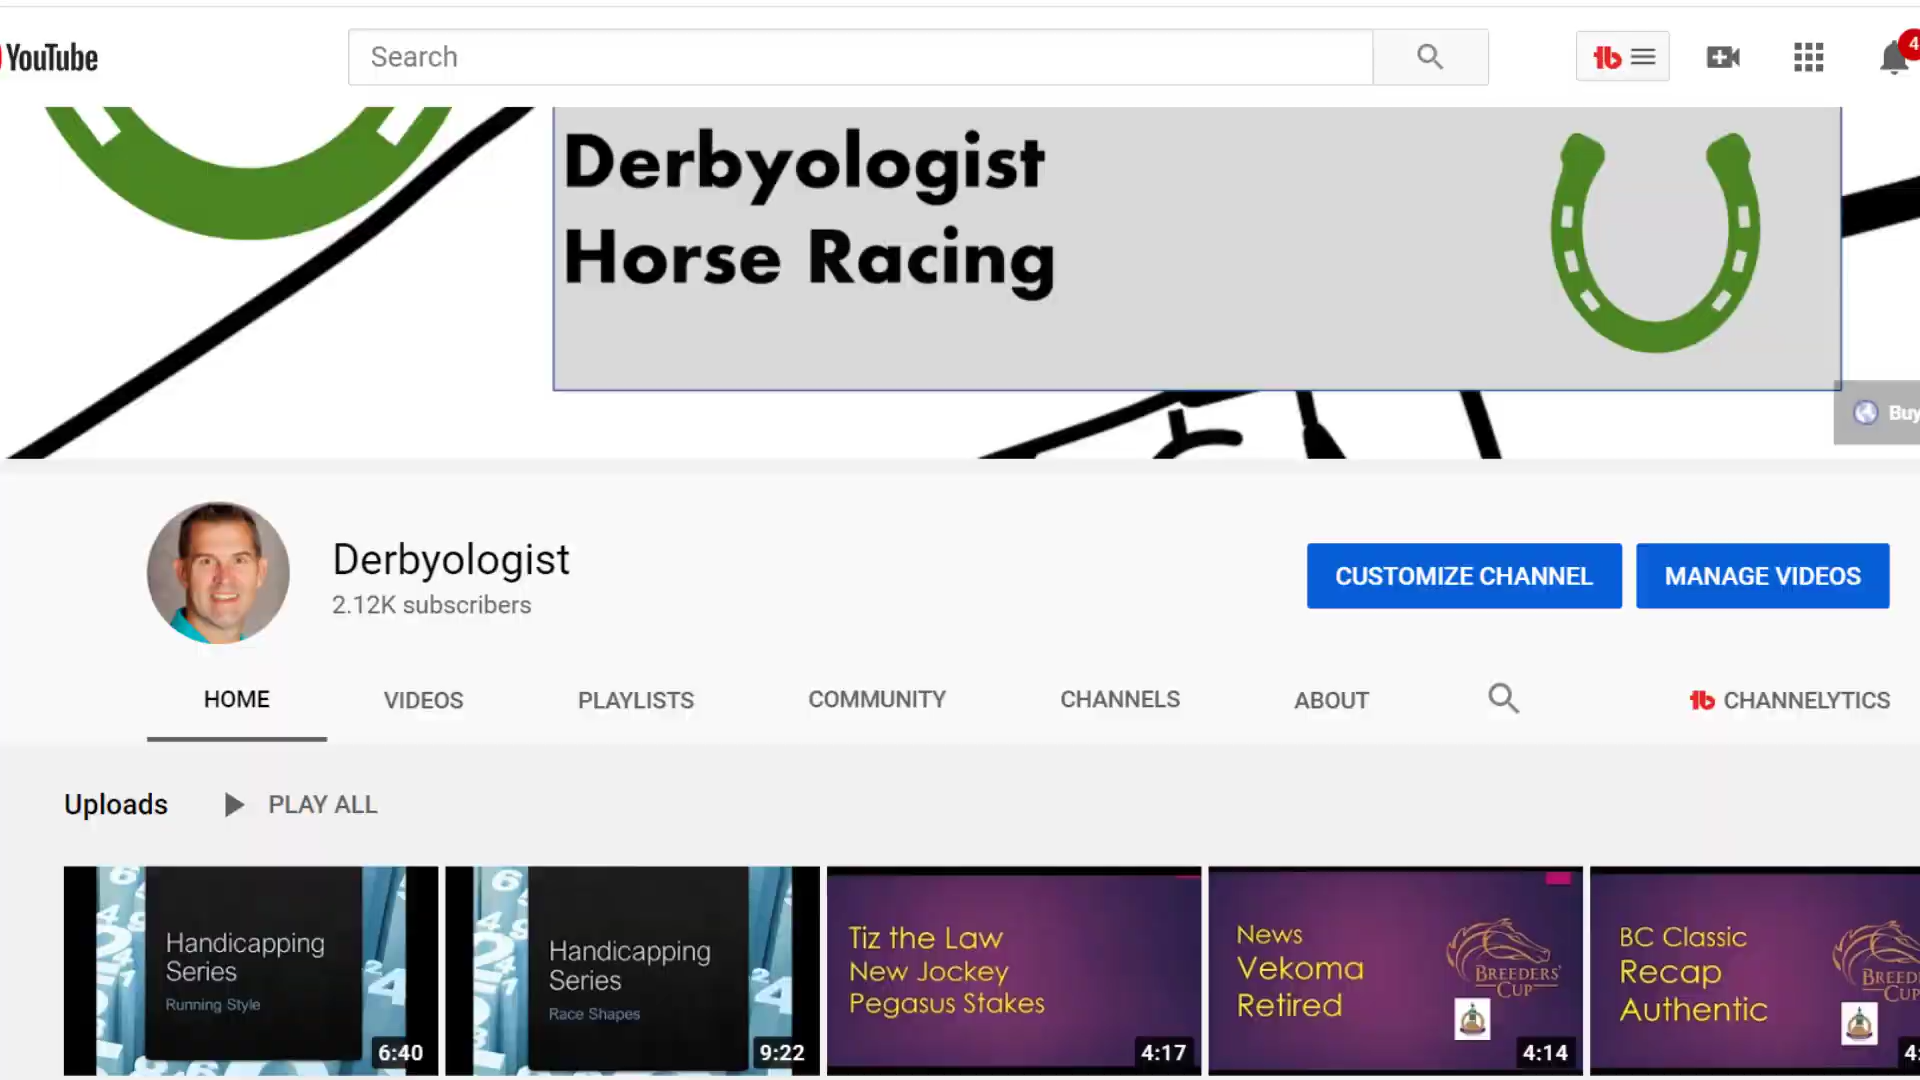 YouTube
Search
4
Derbyologist
Horse Racing
Buy
Derbyologist
2.12K subscribers
CUSTOMIZE CHANNEL
MANAGE VIDEOS
HOME
VIDEOS
PLAYLISTS
COMMUNITY
CHANNELS
ABOUT
CHANNELYTICS
Uploads
PLAY ALL
Handicapping
Series
Running Style
6:40
Handicapping
Series
Race Shapes
9:22
Tiz the Law
New Jockey
Pegasus Stakes
4:17
News
Vekoma
Retired
BREEDERS'
CUP
4:14
BC Classic
Recap
Authentic
BREEDE
CUP
4: